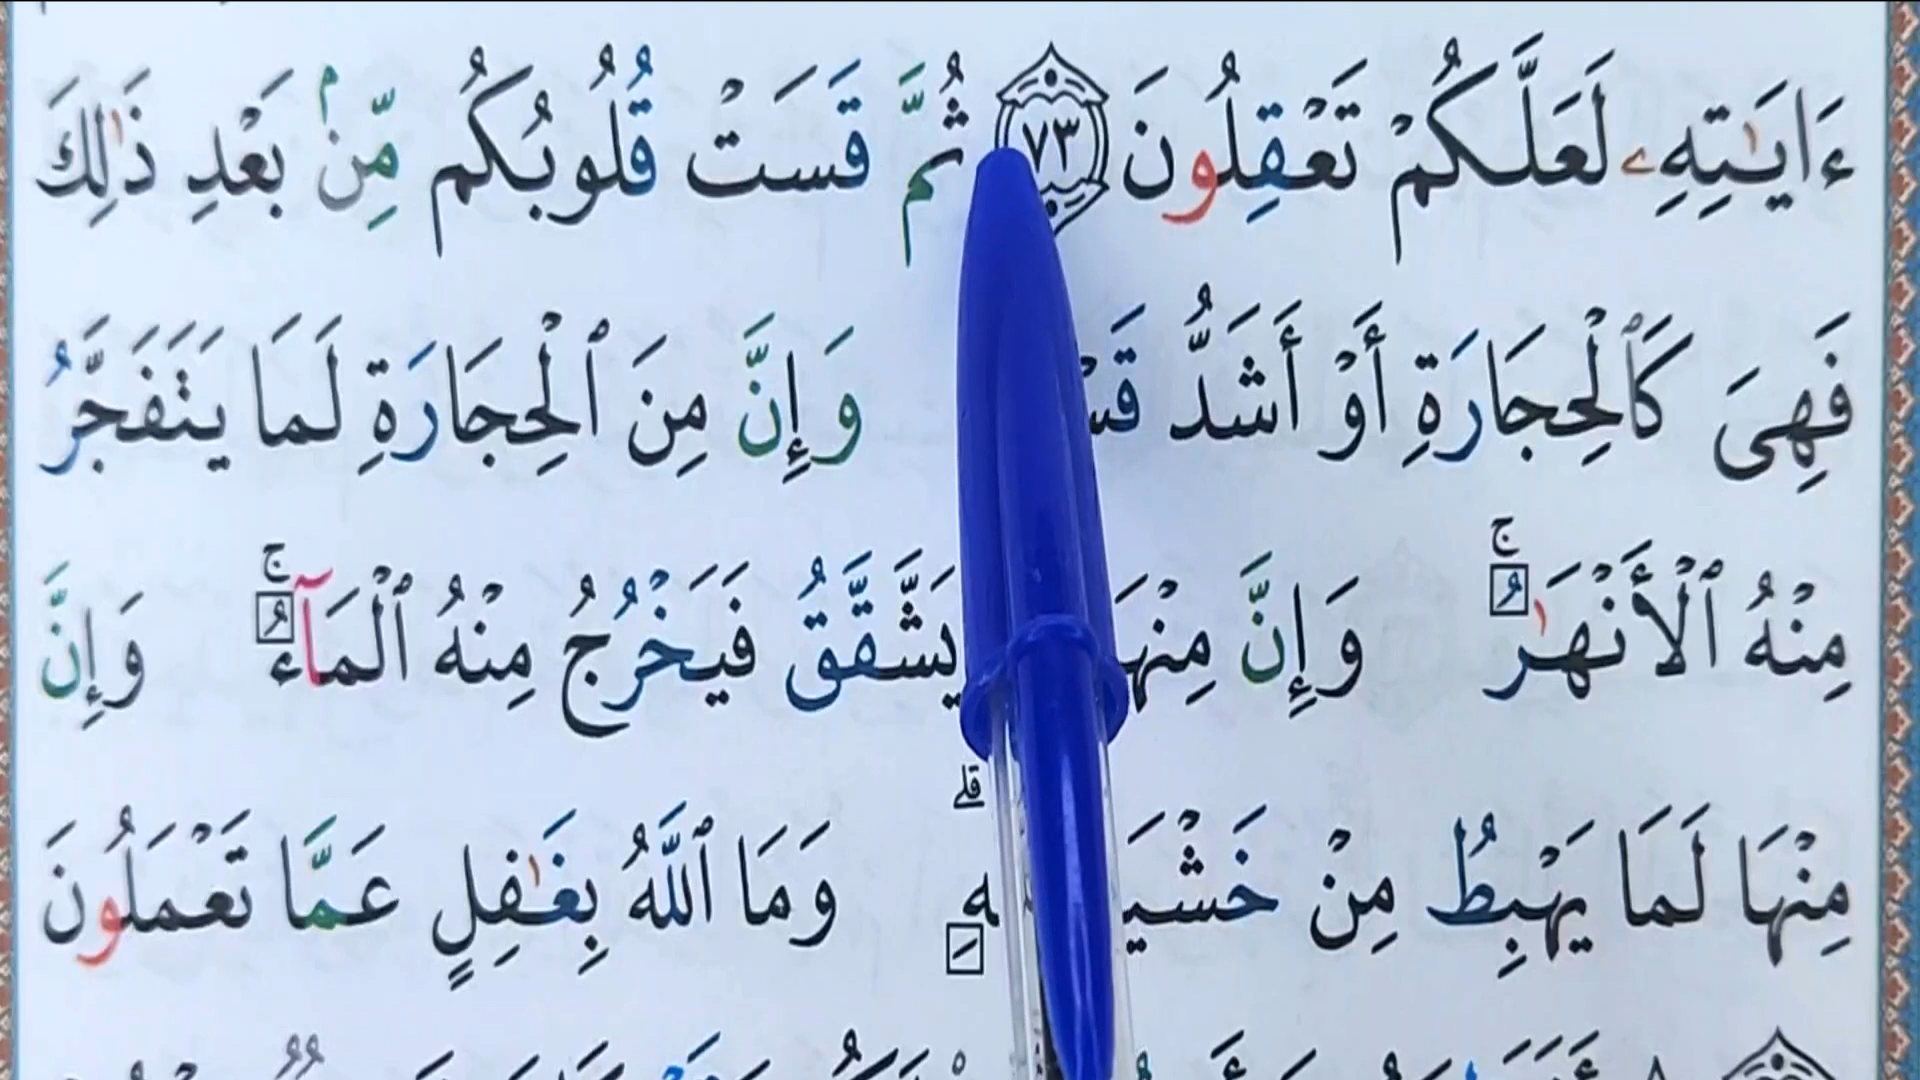 ءَايَـٰتِهِۦ لَعَلَّكُمْ تَعْقِلُونَ ٧٣ ثُمَّ قَسَتْ قُلُوبُكُم مِّنۢ بَعْدِ ذَٰلِكَ
فَهِىَ كَٱلْحِجَارَةِ أَوْ أَشَدُّ وَإِنَّ مِنَ ٱلْحِجَارَةِ لَمَا يَتَفَجَّرُ
مِنْهُ ٱلْأَنْهَـٰرُ ۚ وَإِنَّ يَشَّقَّقُ فَيَخْرُجُ مِنْهُ ٱلْمَآءُ ۚ وَإِنَّ
مِنْهَا لَمَا يَهْبِطُ مِنْ ۗ وَمَا ٱللَّهُ بِغَـٰفِلٍ عَمَّا تَعْمَلُونَ